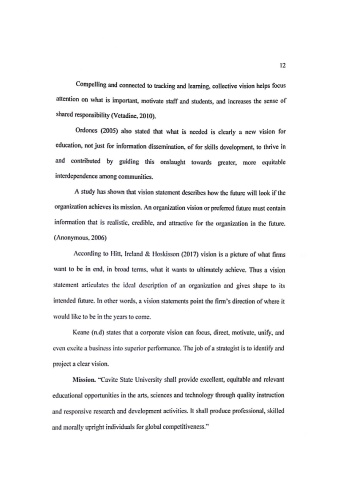 12
Compelling and connected to teaching and learning, collective vision helps focus
attention on what is important, motivate staff and students, and increases the sense of
shared responsibility (Vetadine, 2010).
Ordones (2005) also stated that what is needed is clearly a new vision for
education, not just for information dissemination, of for skills development, to thrive in
and contributed by guiding this onslaught towards greater, more equitable
interdependence among communities.
A study has shown that vision statement describes how the future will look if the
organization achieves its mission. An organization vision or preferred future must contain
information that is realistic, credible, and attractive for the organization in the future.
(Anonymous, 2006)
According to Hitt, Ireland & Hoskisson (2017) vision is a picture of what firms
want to be in end, in broad terms, what it wants to ultimately achieve. Thus a vision
statement articulates the ideal description of an organization and gives shape to its
intended future. In other words, a vision statements point the firm's direction of where it
would like to be in the years to come.
Keane (n.d) states that a corporate vision can focus, direct, motivate, unify, and
even excite a business into superior performance. The job of a strategist is to identify and
project a clear vision.
Mission. “Cavite State University shall provide excellent, equitable and relevant
educational opportunities in the arts, sciences and technology through quality instruction
and responsive research and development activities. It shall produce professional, skilled
and morally upright individuals for global competitiveness.”